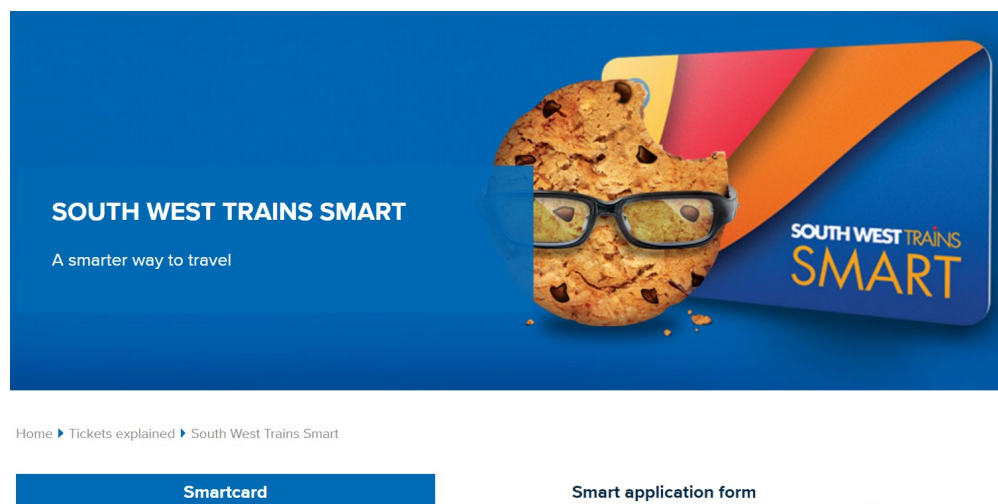 SOUTH WEST TRAINS SMART
A smarter way to travel
SOUTH WEST TRAINS
SMART
Home Tickets explained South West Trains Smart
Smartcard
Smart application form